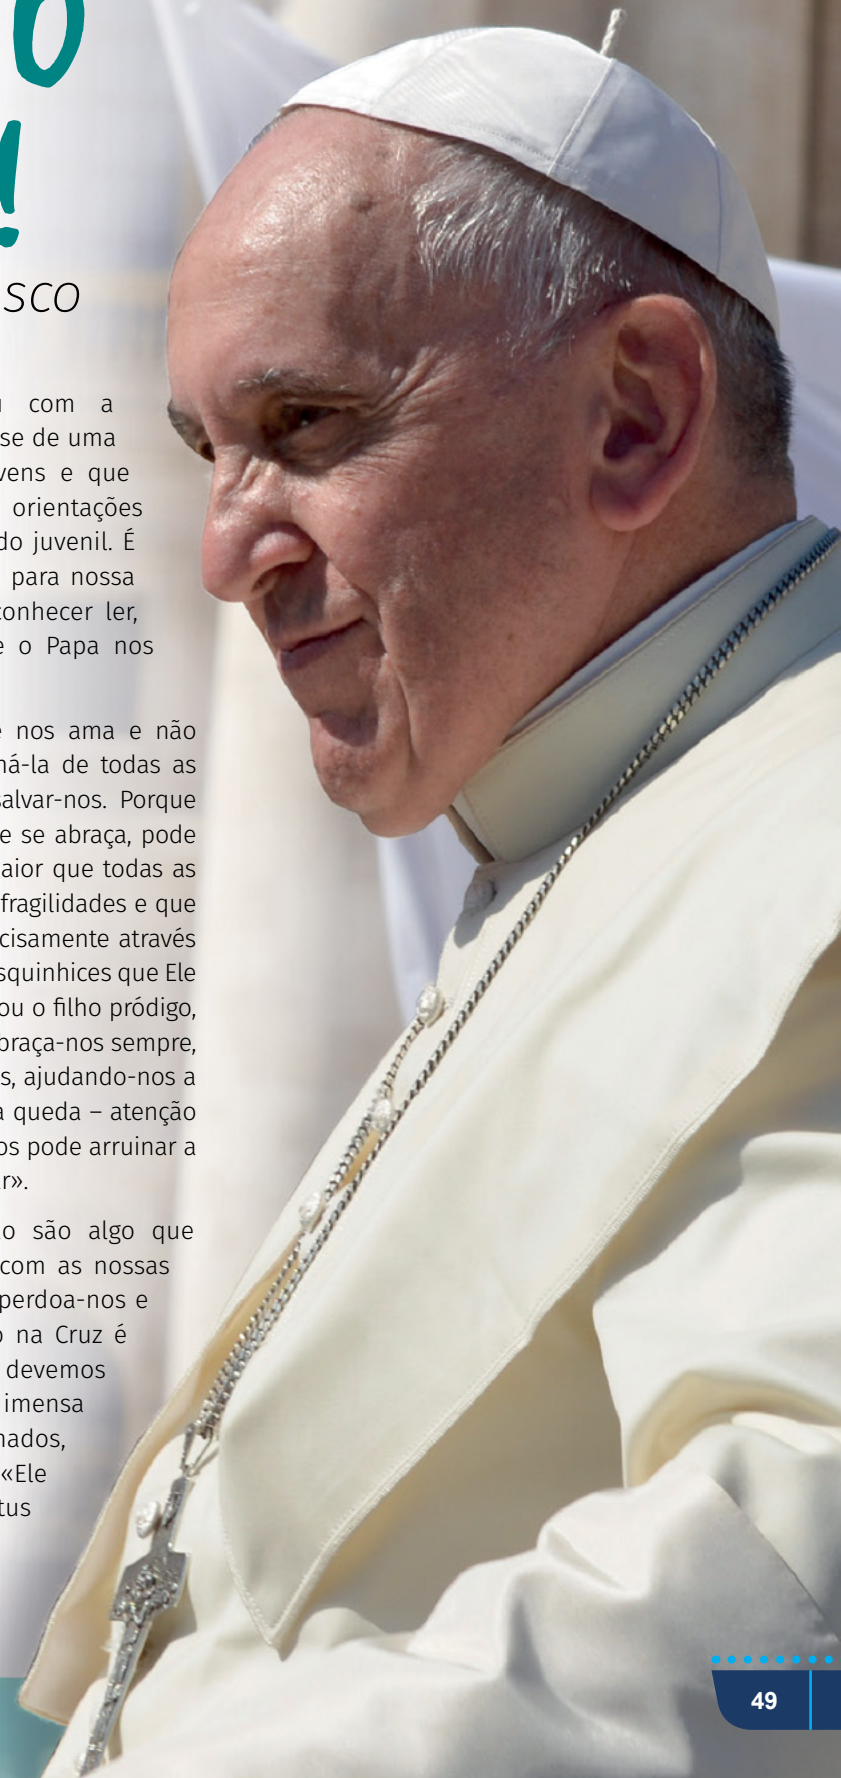 O
!
SCO
com a
se de uma
vens e que
orientações
do juvenil. É
para nossa
conhecer ler,
e o Papa nos
e nos ama e não
há-la de todas as
salvar-nos. Porque
e se abraça, pode
aior que todas as
fragilidades e que
cisamente através
squinhices que Ele
ou o filho pródigo,
braça-nos sempre,
s, ajudando-nos a
a queda – atenção
os pode arruinar a
r».
o são algo que
com as nossas
perdoa-nos e
o na Cruz é
devemos
imensa
nados,
«Ele
tus
49